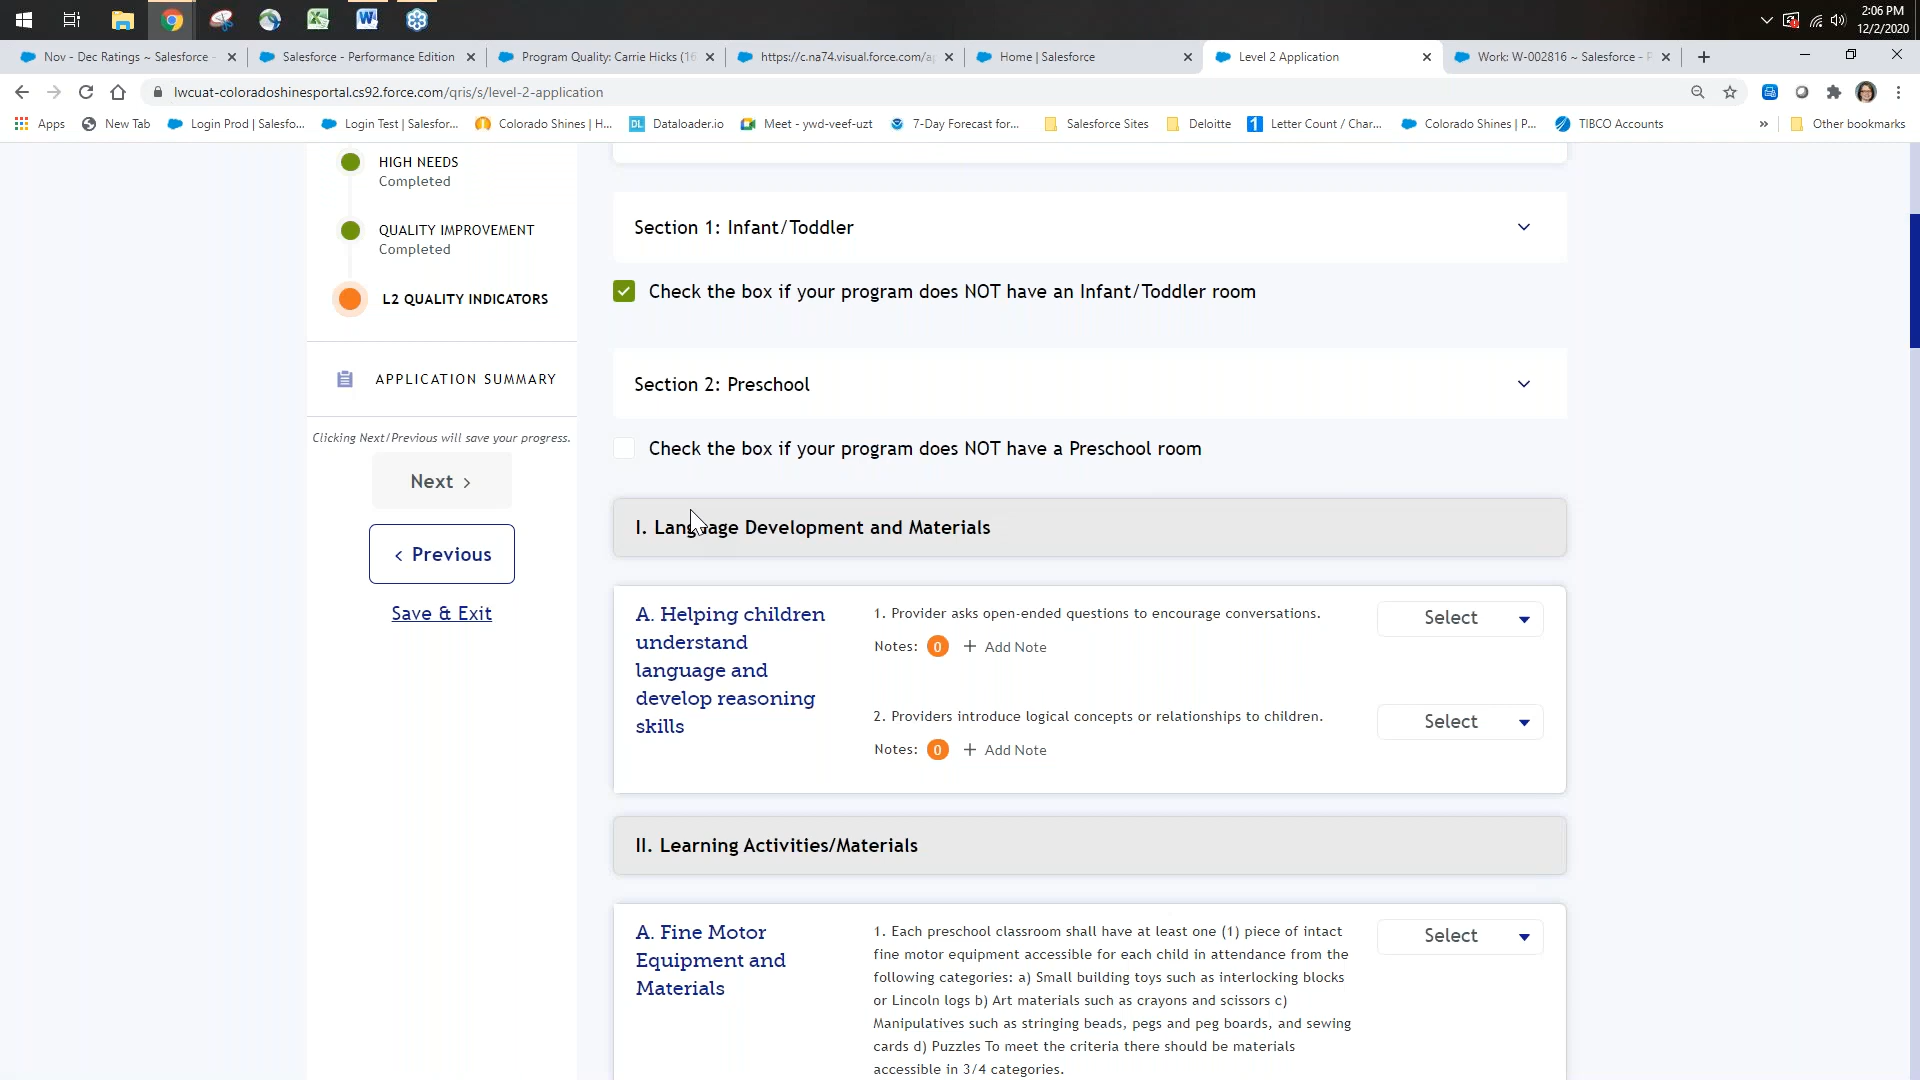 2:06 PM
12/2/2020
Nov - Dec Ratings ~ Salesforce -
Salesforce - Performance Edition
Program Quality: Carrie Hicks (16
https://c.na74.visual.force.com/a
Home | Salesforce
Level 2 Application
Work: W-002816 ~ Salesforce - P
lwcuat-coloradoshinesportal.cs92.force.com/qris/s/level-2-application
Apps
New Tab
Login Prod | Salesfo...
Login Test | Salesfor...
Colorado Shines | H...
DL Dataloader.io
Meet - ywd-veef-uzt
7-Day Forecast for...
Salesforce Sites
Deloitte
1 Letter Count / Char...
Colorado Shines | P...
TIBCO Accounts
»
Other bookmarks
HIGH NEEDS
Completed
QUALITY IMPROVEMENT
Completed
L2 QUALITY INDICATORS
APPLICATION SUMMARY
Clicking Next/Previous will save your progress.
Next >
< Previous
Save & Exit
Section 1: Infant/Toddler
Check the box if your program does NOT have an Infant/Toddler room
Section 2: Preschool
Check the box if your program does NOT have a Preschool room
I. Language Development and Materials
A. Helping children
understand
language and
develop reasoning
skills
1. Provider asks open-ended questions to encourage conversations.
Notes: 0 + Add Note
Select
2. Providers introduce logical concepts or relationships to children.
Notes: 0 + Add Note
Select
II. Learning Activities/Materials
A. Fine Motor
Equipment and
Materials
1. Each preschool classroom shall have at least one (1) piece of intact
fine motor equipment accessible for each child in attendance from the
following categories: a) Small building toys such as interlocking blocks
or Lincoln logs b) Art materials such as crayons and scissors c)
Manipulatives such as stringing beads, pegs and peg boards, and sewing
cards d) Puzzles To meet the criteria there should be materials
accessible in 3/4 categories.
Select